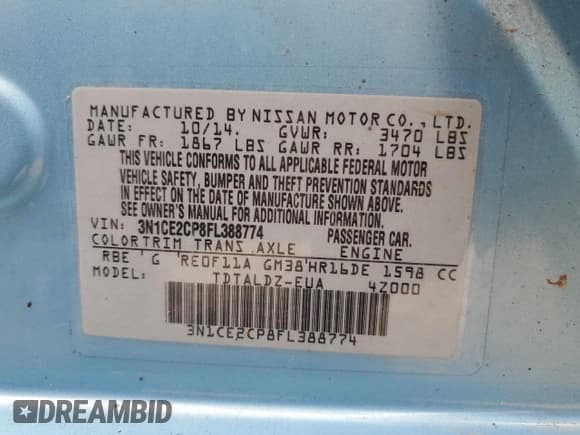 MANUFACTURED BY NISSAN MOTOR CO., LTD.
DATE: 10/14. GVWR: 3470 LBS
GAWR FR: 1867 LBS GAWR RR: 1704 LBS
THIS VEHICLE CONFORMS TO ALL APPLICABLE FEDERAL MOTOR
VEHICLE SAFETY, BUMPER AND THEFT PREVENTION STANDARDS
IN EFFECT ON THE DATE OF MANUFACTURE SHOWN ABOVE.
SEE OWNER'S MANUAL FOR ADDITIONAL INFORMATION.
VIN: 3N1CE2CP8FL388774 PASSENGER CAR.
COLOR TRIM TRANS AXLE ENGINE
RBE G RE0F11A GM38 HR16DE 1598 CC
MODEL: TDTALDZ-EUA 4Z000
3N1CE2CP8FL388774
DREAMBID